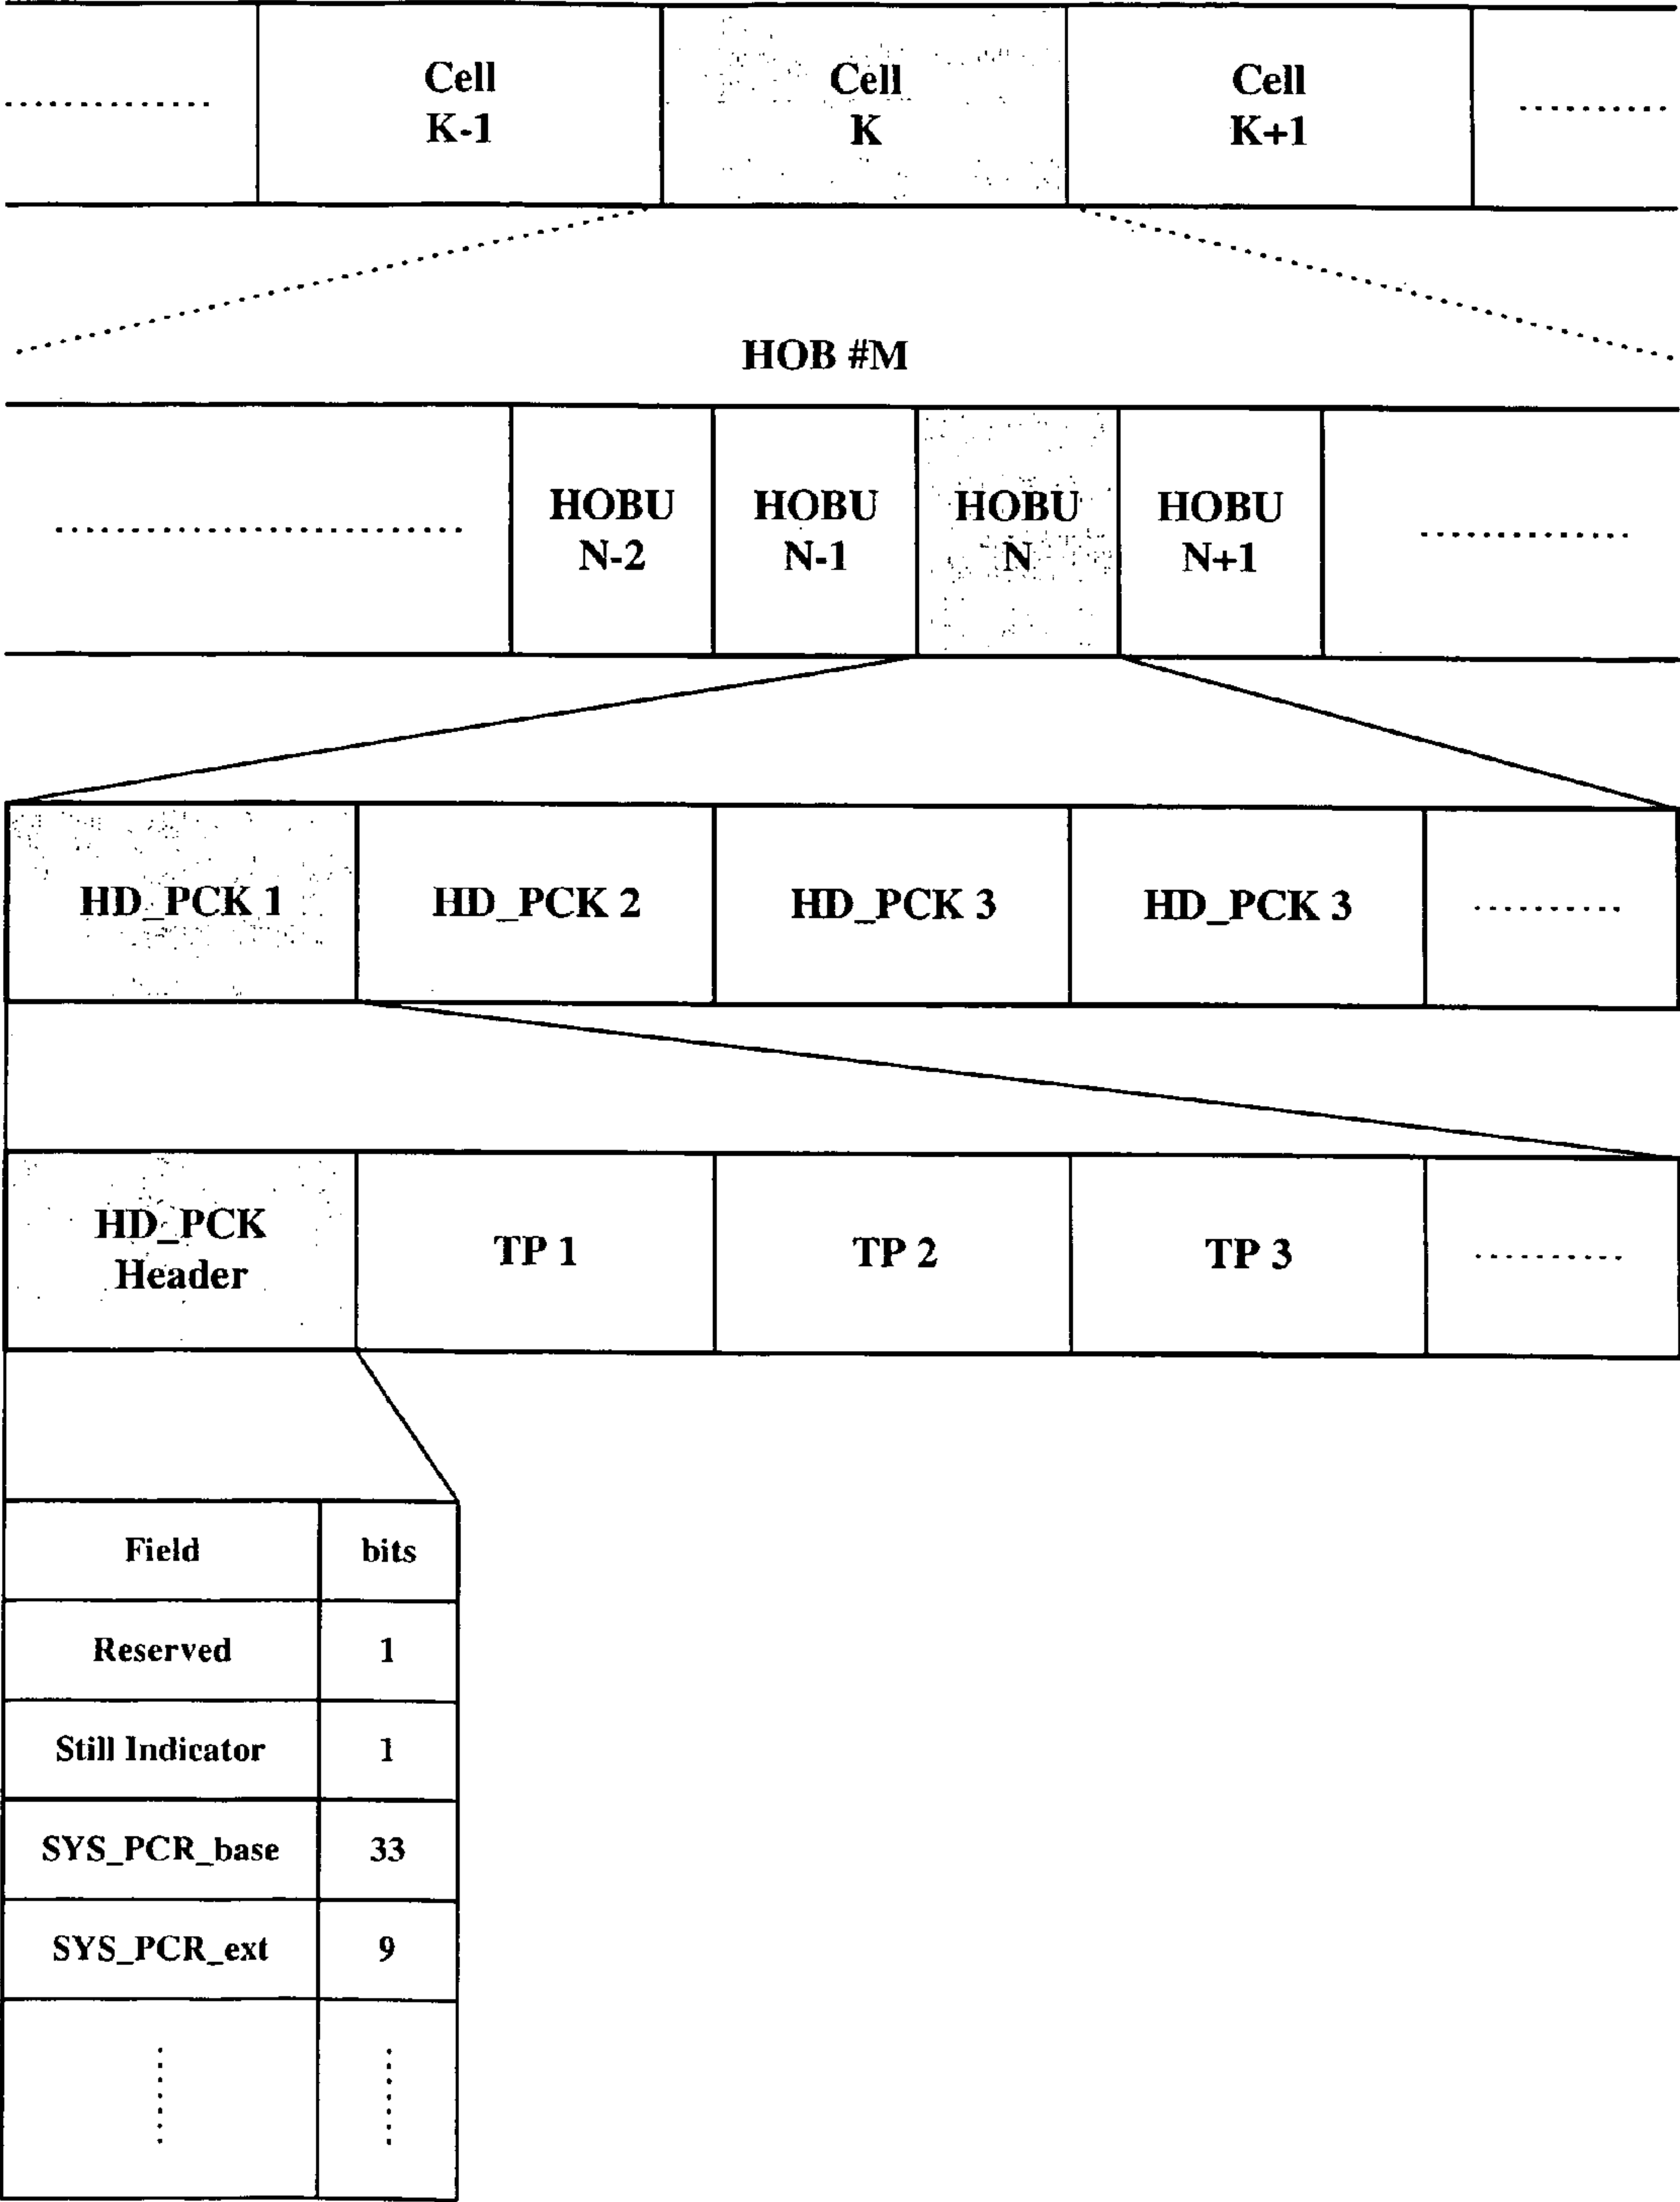 Cell
K-1
Cell
K
Cell
K+1
HOB #M
HOBU
N-2
HOBU
N-1
HOBU
N
HOBU
N+1
HD_PCK 1
HD_PCK 2
HD_PCK 3
HD_PCK 3
HD_PCK
Header
TP 1
TP 2
TP 3
Field bits
Reserved 1
Still Indicator 1
SYS_PCR_base 33
SYS_PCR_ext 9